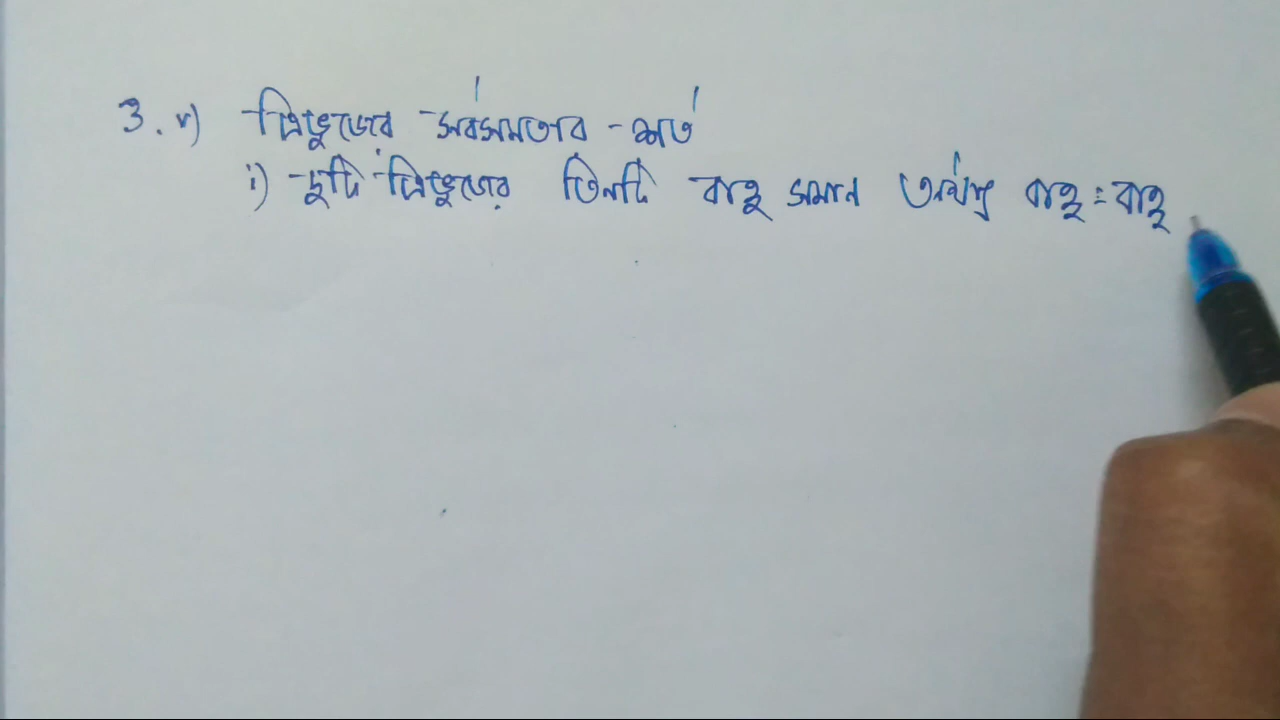 3. v) ত্রিভুজের সর্বসমতার শর্ত
i) দুটি ত্রিভুজের তিনটি বাহু সমান অর্থাৎ বাহু = বাহু